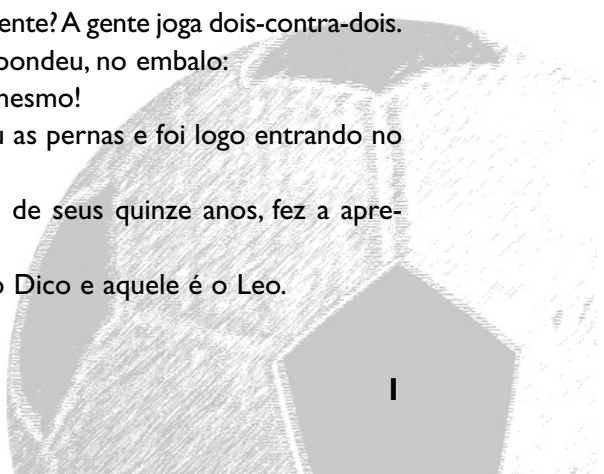 ente? A gente joga dois-contra-dois.
pondeu, no embalo:
nesmo!
u as pernas e foi logo entrando no
de seus quinze anos, fez a apre-
o Dico e aquele é o Leo.
1